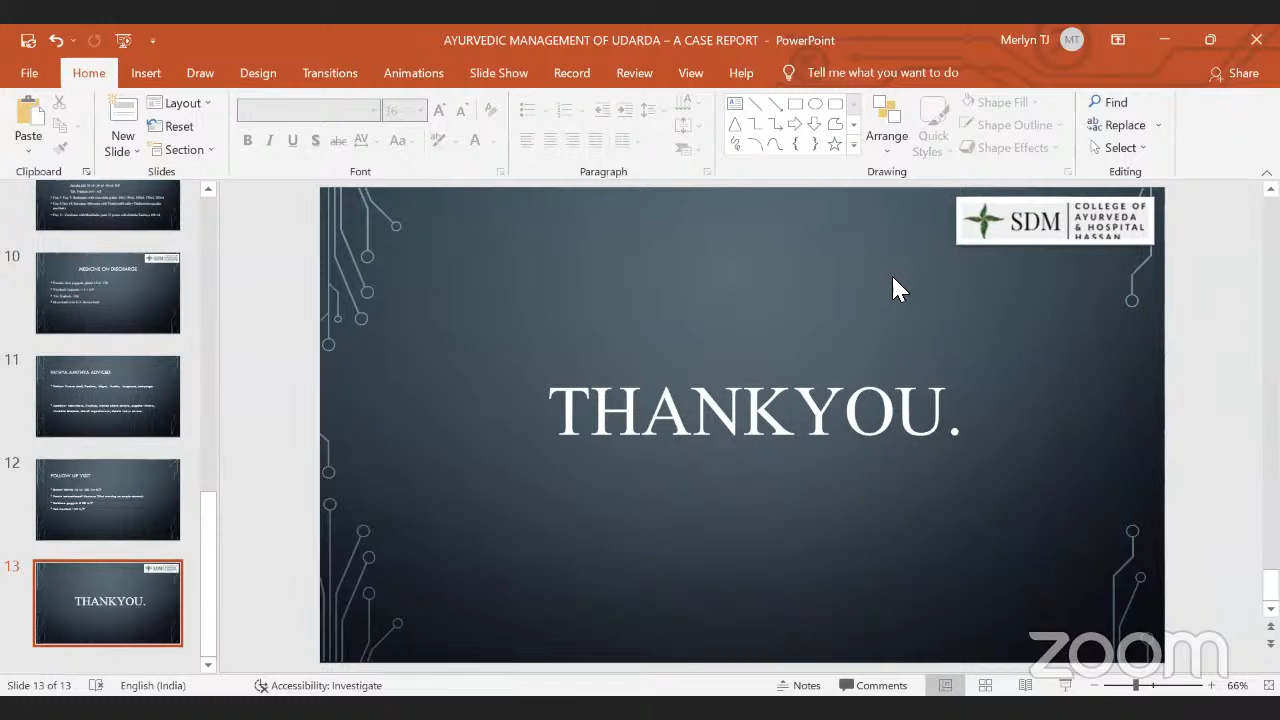 AYURVEDIC MANAGEMENT OF UDARDA – A CASE REPORT - PowerPoint
Merlyn TJ
MT
File
Home
Insert
Draw
Design
Transitions
Animations
Slide Show
Record
Review
View
Help
Tell me what you want to do
Share
Paste
Clipboard
New
Slide
Layout
Reset
Section
Slides
36
B I U S abc AV Aa A
Font
Paragraph
Arrange
Quick
Styles
Shape Fill
Shape Outline
Shape Effects
Drawing
Find
Replace
Select
Editing
10
MEDICINE ON DISCHARGE
11
PATHYA APATHYA ADVICED
12
FOLLOW UP VISIT
13
THANKYOU.
SDM
COLLEGE OF
AYURVEDA
& HOSPITAL
HASSAN
THANKYOU.
zoom
Slide 13 of 13
English (India)
Accessibility: Investigate
Notes
Comments
66%